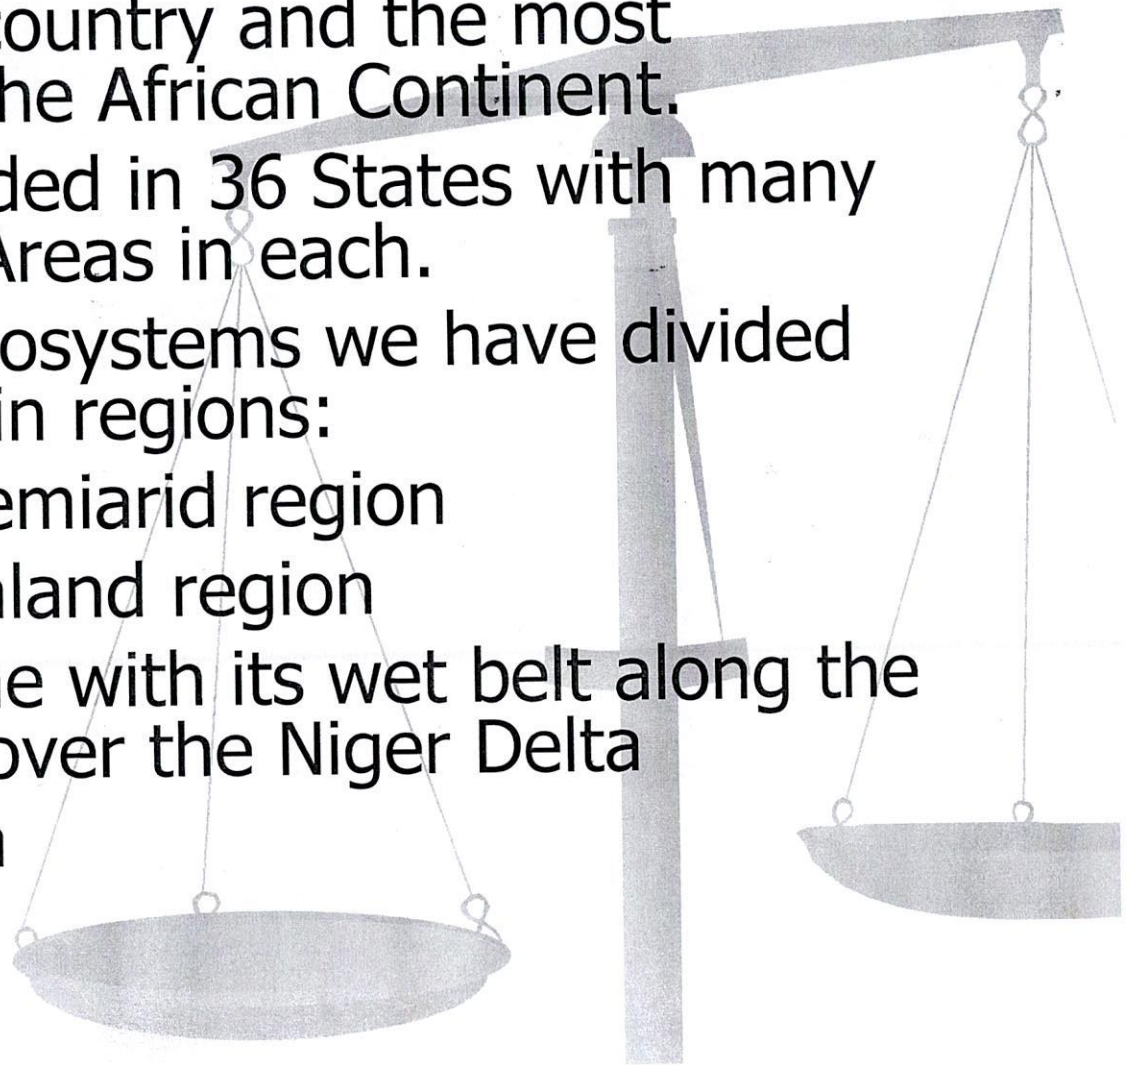 country and the most
he African Continent.
ded in 36 States with many
Areas in each.
osystems we have divided
in regions:
emiarid region
land region
e with its wet belt along the
over the Niger Delta